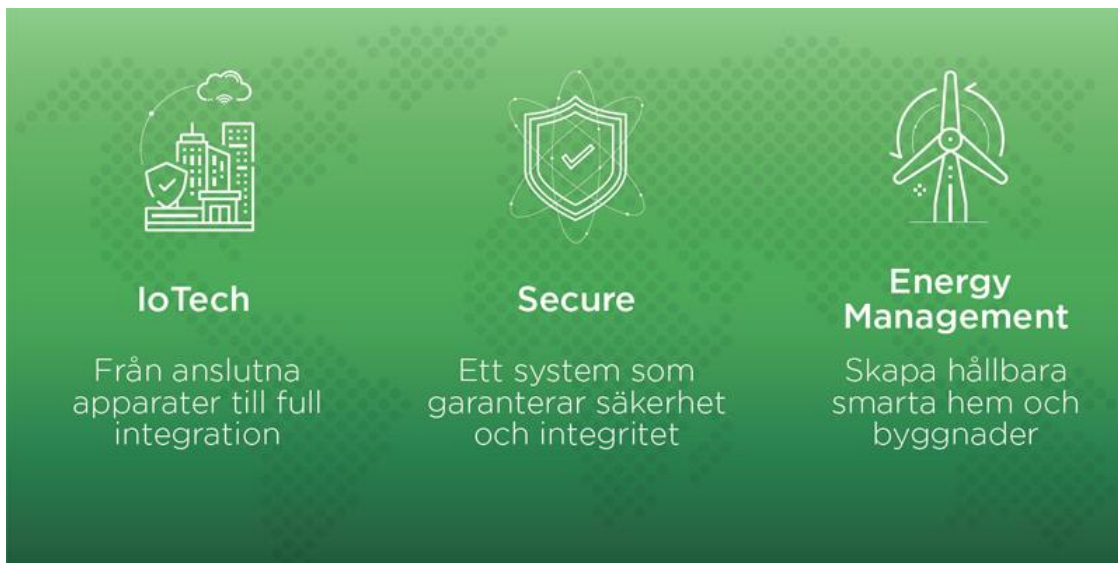 IoTech
Från anslutna
apparater till full
integration
Secure
Ett system som
garanterar säkerhet
och integritet
Energy
Management
Skapa hållbara
smarta hem och
byggnader